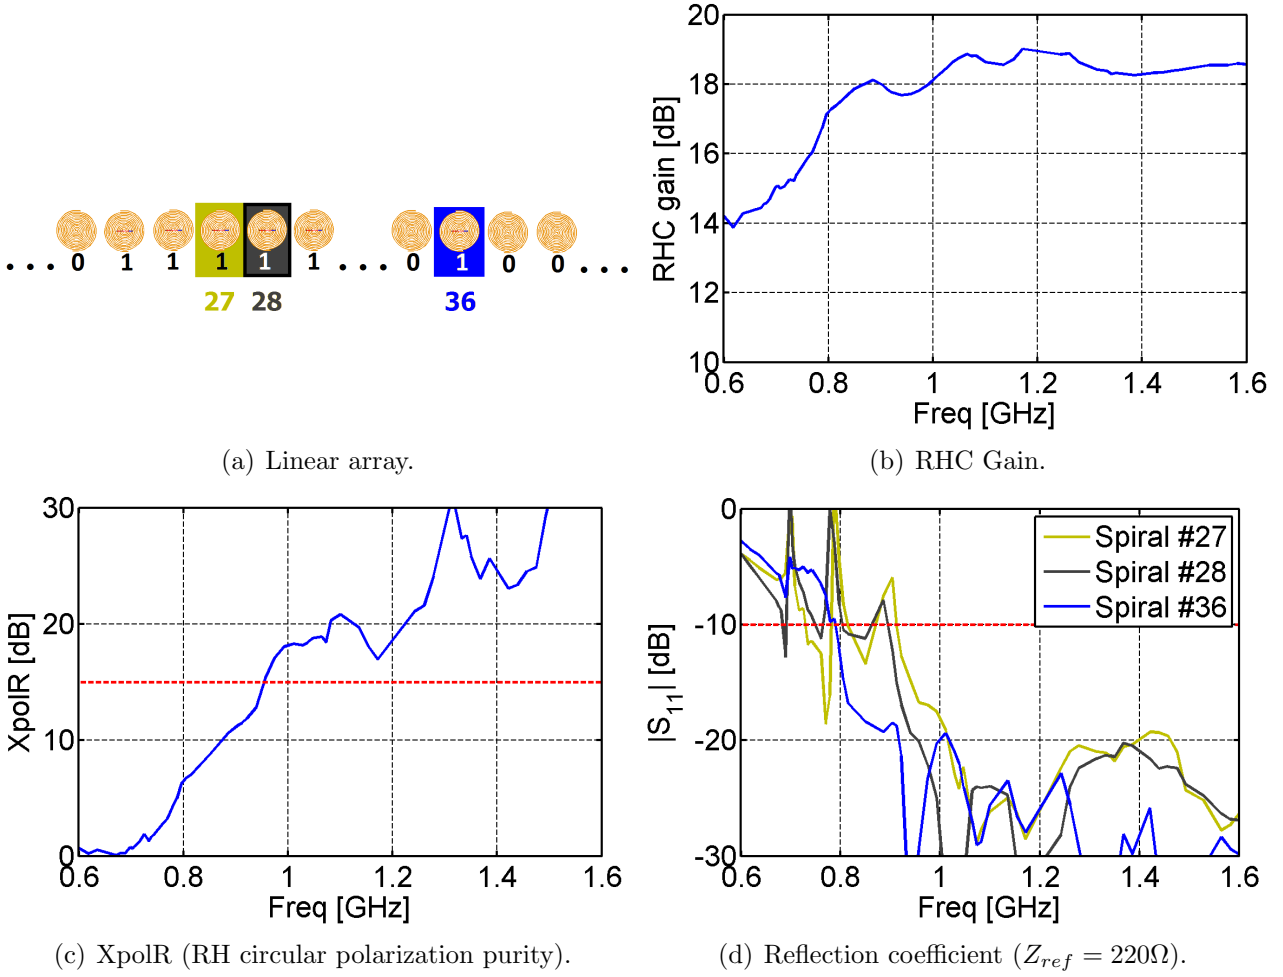 . . . 0 1 1 1 1 1 . . . 0 1 0 0 . . .
27 28 36
(a) Linear array.
20
18
16
14
12
10
RHC gain [dB]
0.6 0.8 1 1.2 1.4 1.6
Freq [GHz]
(b) RHC Gain.
30
20
10
0
XpolR [dB]
0.6 0.8 1 1.2 1.4 1.6
Freq [GHz]
(c) XpolR (RH circular polarization purity).
0
-10
-20
-30
|S11| [dB]
Spiral #27
Spiral #28
Spiral #36
0.6 0.8 1 1.2 1.4 1.6
Freq [GHz]
(d) Reflection coefficient (Zref = 220Ω).